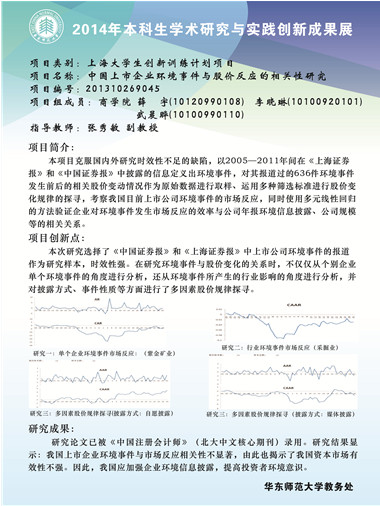 2014年本科生学术研究与实践创新成果展
项目类别：上海大学生创新训练计划项目
项目名称：中国上市企业环境事件与股价反应的相关性研究
项目编号：201310269045
项目组成员：商学院 薛 宇(10120990108) 李晓琳(10100920101)
武晨晔(10100990110)
指导教师：张秀敏 副教授
项目简介：
本项目克服国内外研究时效性不足的缺陷，以2005—2011年间在《上海证券
报》和《中国证券报》中披露的信息定义出环境事件，对其报道过的636件环境事件
发生前后的相关股价变动情况作为原始数据进行取样、运用多种筛选标准进行股价变
化规律的探寻，考察我国目前上市公司环境事件的市场反应，同时使用多元线性回归
的方法验证企业对环境事件发生市场反应的效率与公司年报环境信息披露、公司规模
等的相关关系。
项目创新点：
本次研究选择了《中国证券报》和《上海证券报》中上市公司环境事件的报道
作为研究样本，时效性强。在研究环境事件与股价变化的关系时，不仅仅从个别企业
单个环境事件的角度进行分析，还从环境事件所产生的行业影响的角度进行分析，并
对披露方式、事件性质等方面进行了多因素股价规律探寻。
AR
CAAR
研究一：单个企业环境事件市场反应：（紫金矿业）
研究二：行业环境事件市场反应（采掘业）
CAAR
CAAR
研究三：多因素股价规律探寻（披露方式：自愿披露）
研究三：多因素股价规律探寻（披露方式：媒体披露）
研究成果：
研究论文已被《中国注册会计师》（北大中文核心期刊）录用。研究结果显
示：我国上市企业环境事件与市场反应相关性不显著，由此也揭示了我国资本市场有
效性不强。因此，我国应加强企业环境信息披露，提高投资者环境意识。
华东师范大学教务处